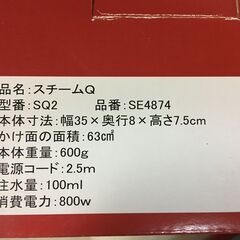 品名：スチームQ
型番：SQ2　品番：SE4874
本体寸法：幅35×奥行8×高さ7.5cm
かけ面の面積：63㎠
本体重量：600g
電源コード：2.5m
注水量：100ml
消費電力：800w